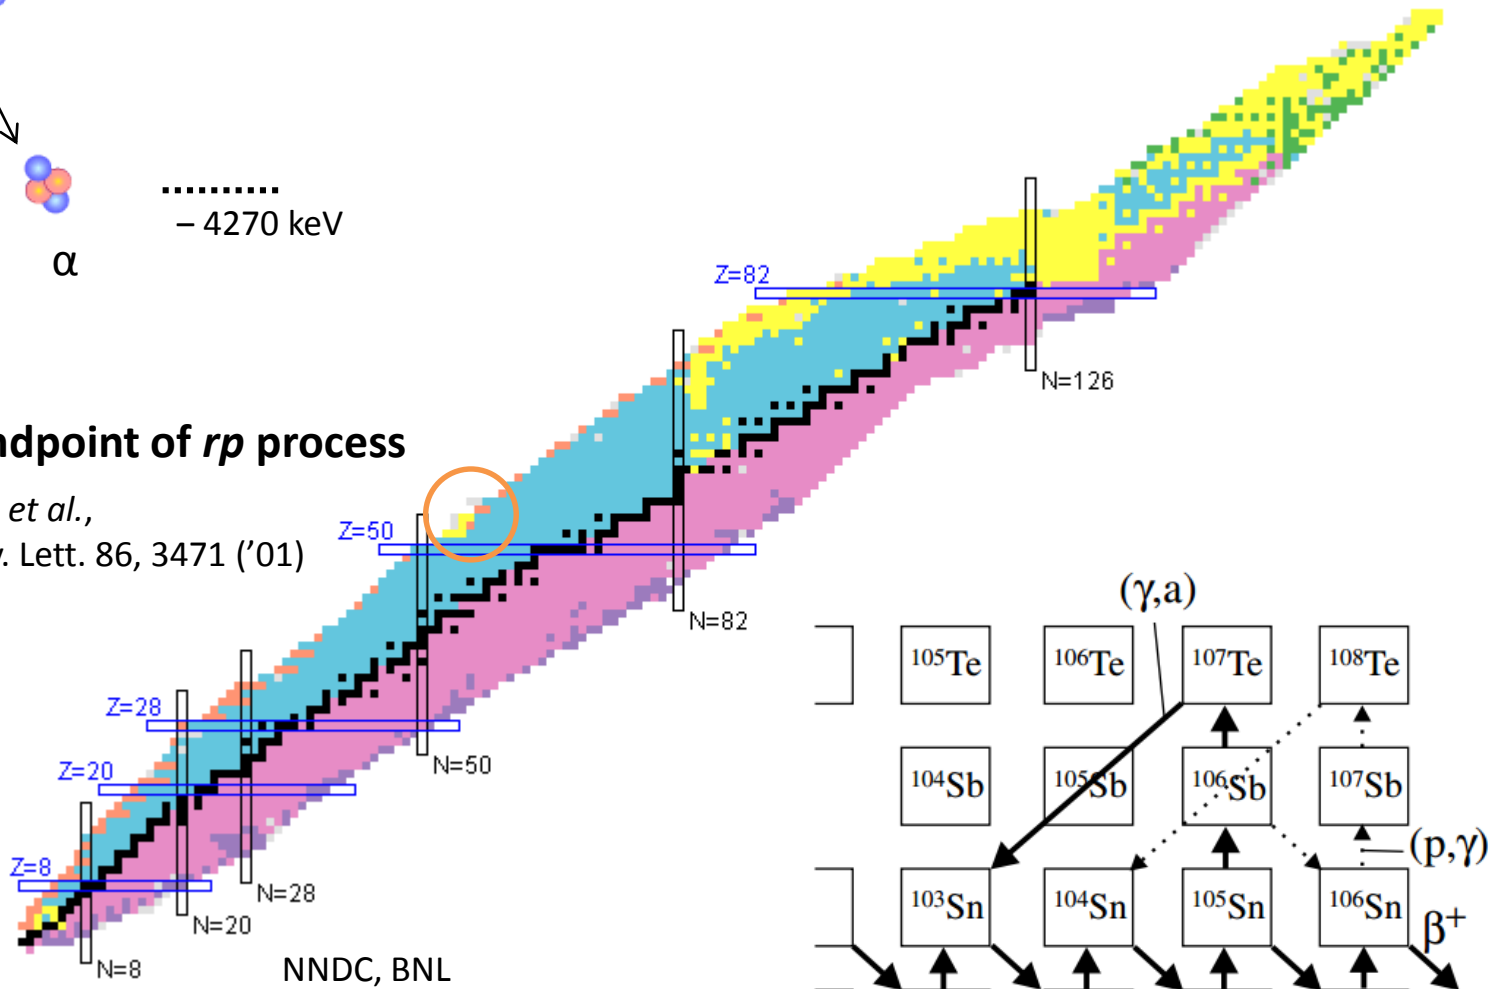 α
– 4270 keV
ndpoint of rp process
et al.,
. Lett. 86, 3471 (’01)
Z=82
N=126
Z=50
N=82
Z=28
N=50
Z=20
N=28
Z=8
N=20
N=8
NNDC, BNL
(γ,a)
105Te 106Te 107Te 108Te
104Sb 105Sb 106Sb 107Sb
(p,γ)
103Sn 104Sn 105Sn 106Sn
β+